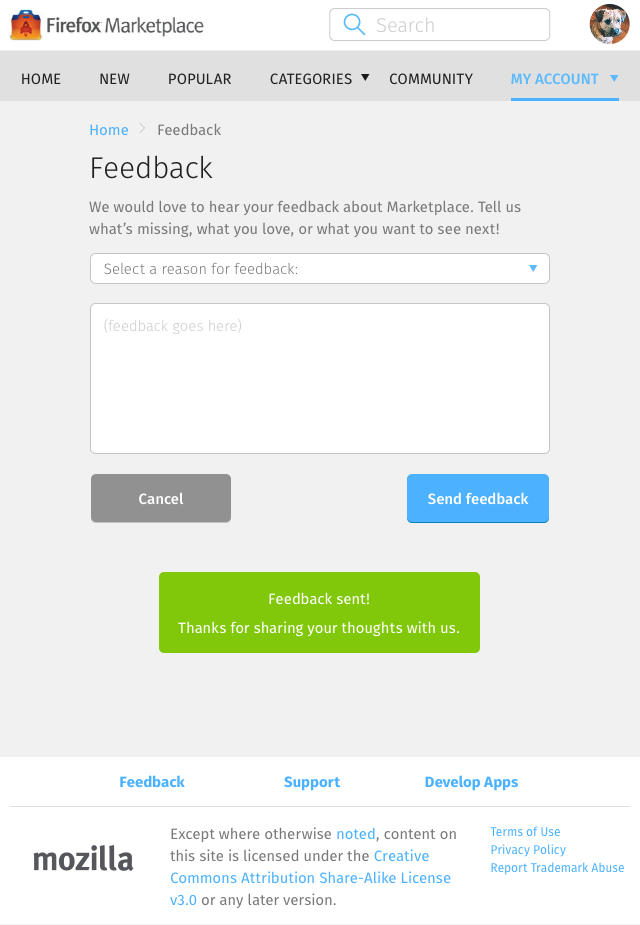 Firefox Marketplace
Search
HOME NEW POPULAR CATEGORIES COMMUNITY MY ACCOUNT
Home Feedback
Feedback
We would love to hear your feedback about Marketplace. Tell us
what’s missing, what you love, or what you want to see next!
Select a reason for feedback:
(feedback goes here)
Cancel
Send feedback
Feedback sent!
Thanks for sharing your thoughts with us.
Feedback Support Develop Apps
mozilla
Except where otherwise noted, content on
this site is licensed under the Creative
Commons Attribution Share-Alike License
v3.0 or any later version.
Terms of Use
Privacy Policy
Report Trademark Abuse